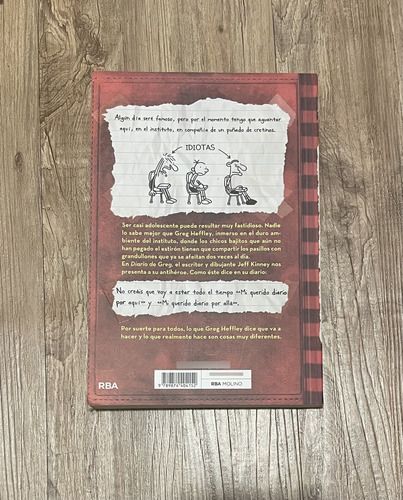 Algún día seré famoso, pero por el momento tengo que aguantar
aquí, en el instituto, en compañía de un puñado de cretinos.
IDIOTAS
Ser casi adolescente puede resultar muy fastidioso. Nadie
lo sabe mejor que Greg Heffley, inmerso en el duro am-
biente del instituto, donde los chicos bajitos que aún no
han pegado el estirón tienen que compartir los pasillos con
grandullones que ya se afeitan dos veces al día.
En Diario de Greg, el escritor y dibujante Jeff Kinney nos
presenta a su antihéroe. Como éste dice en su diario:
No creáis que voy a estar todo el tiempo «Mi querido diario
por aquí» y «Mi querido diario por allá».
Por suerte para todos, lo que Greg Heffley dice que va a
hacer y lo que realmente hace son cosas muy diferentes.
RBA
RBA MOLINO